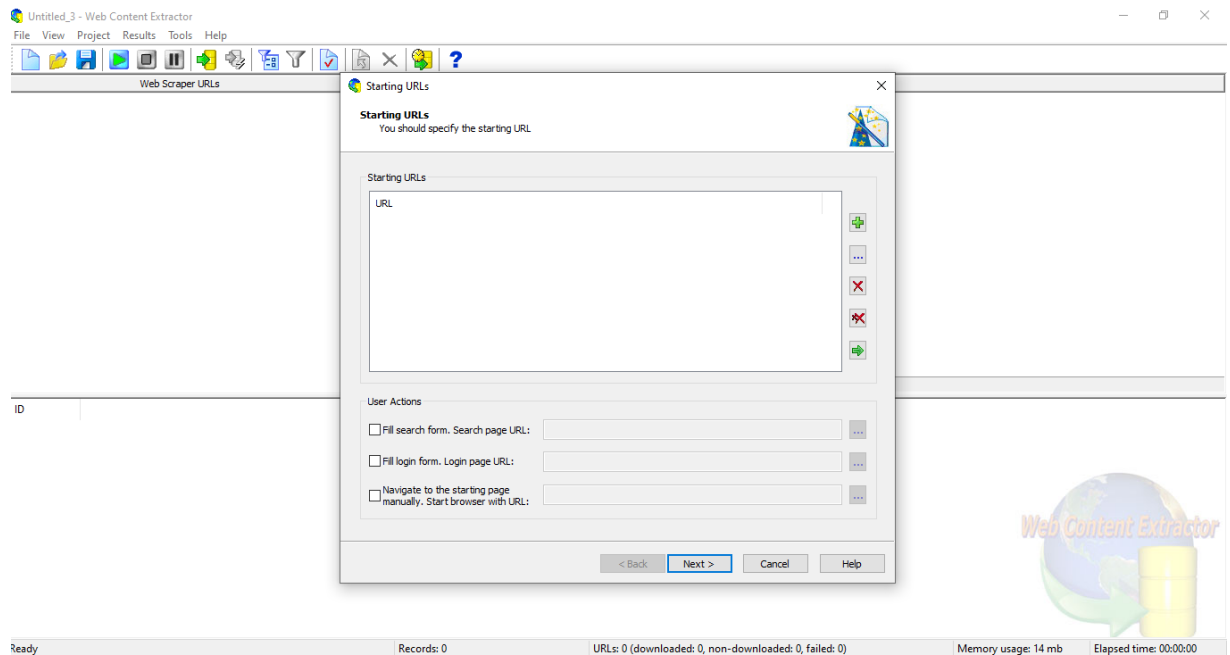 Untitled_3 - Web Content Extractor
File View Project Results Tools Help
Web Scraper URLs
Starting URLs
Starting URLs
You should specify the starting URL
Starting URLs
URL
ID
User Actions
Fill search form. Search page URL:
...
Fill login form. Login page URL:
...
Navigate to the starting page
manually. Start browser with URL:
...
Web Content Extractor
< Back Next > Cancel Help
Ready Records: 0 URLs: 0 (downloaded: 0, non-downloaded: 0, failed: 0) Memory usage: 14 mb Elapsed time: 00:00:00